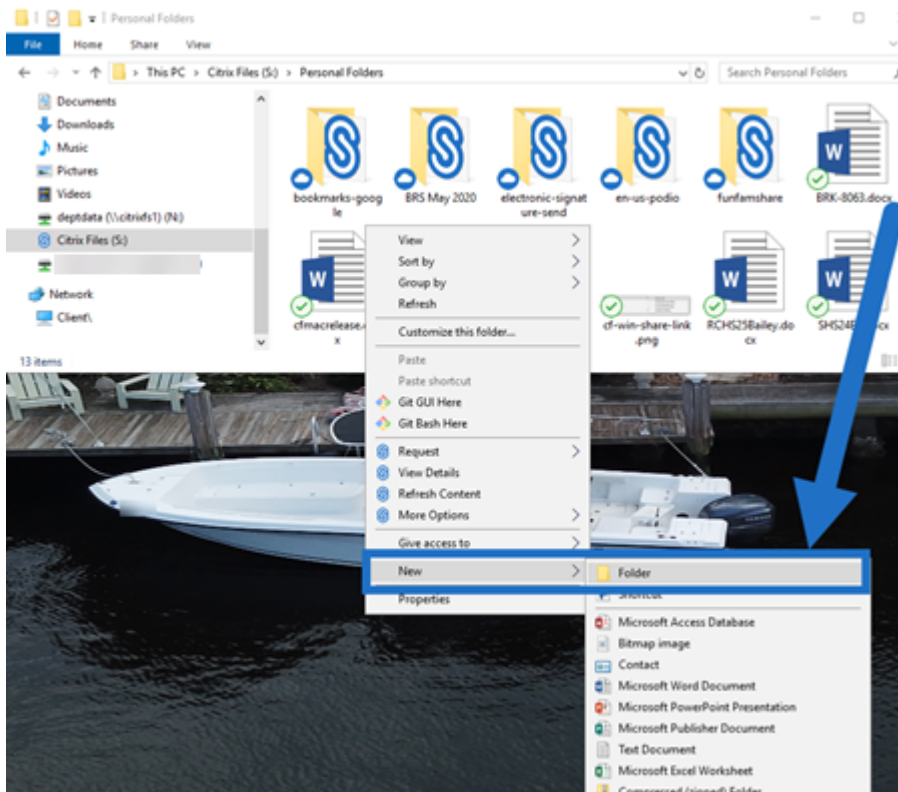 Personal Folders
File Home Share View
This PC > Citrix Files (S:) > Personal Folders
Search Personal Folders
Documents
Downloads
Music
Pictures
Videos
deptdata (\\citrixfs1) (N:)
Citrix Files (S:)
Network
Client\
bookmarks-goog
le
BRS May 2020
electronic-signat
ure-send
en-us-podio
funfamshare
BRK-8063.docx
cfmacrelease.
x
cf-win-share-link
.png
RCHS25Bailey.do
cx
13 items
View
Sort by
Group by
Refresh
Customize this folder...
Paste
Paste shortcut
Git GUI Here
Git Bash Here
Request
View Details
Refresh Content
More Options
Give access to
New
Properties
Folder
Shortcut
Microsoft Access Database
Bitmap image
Contact
Microsoft Word Document
Microsoft PowerPoint Presentation
Microsoft Publisher Document
Text Document
Microsoft Excel Worksheet
Compressed (zipped) Folder